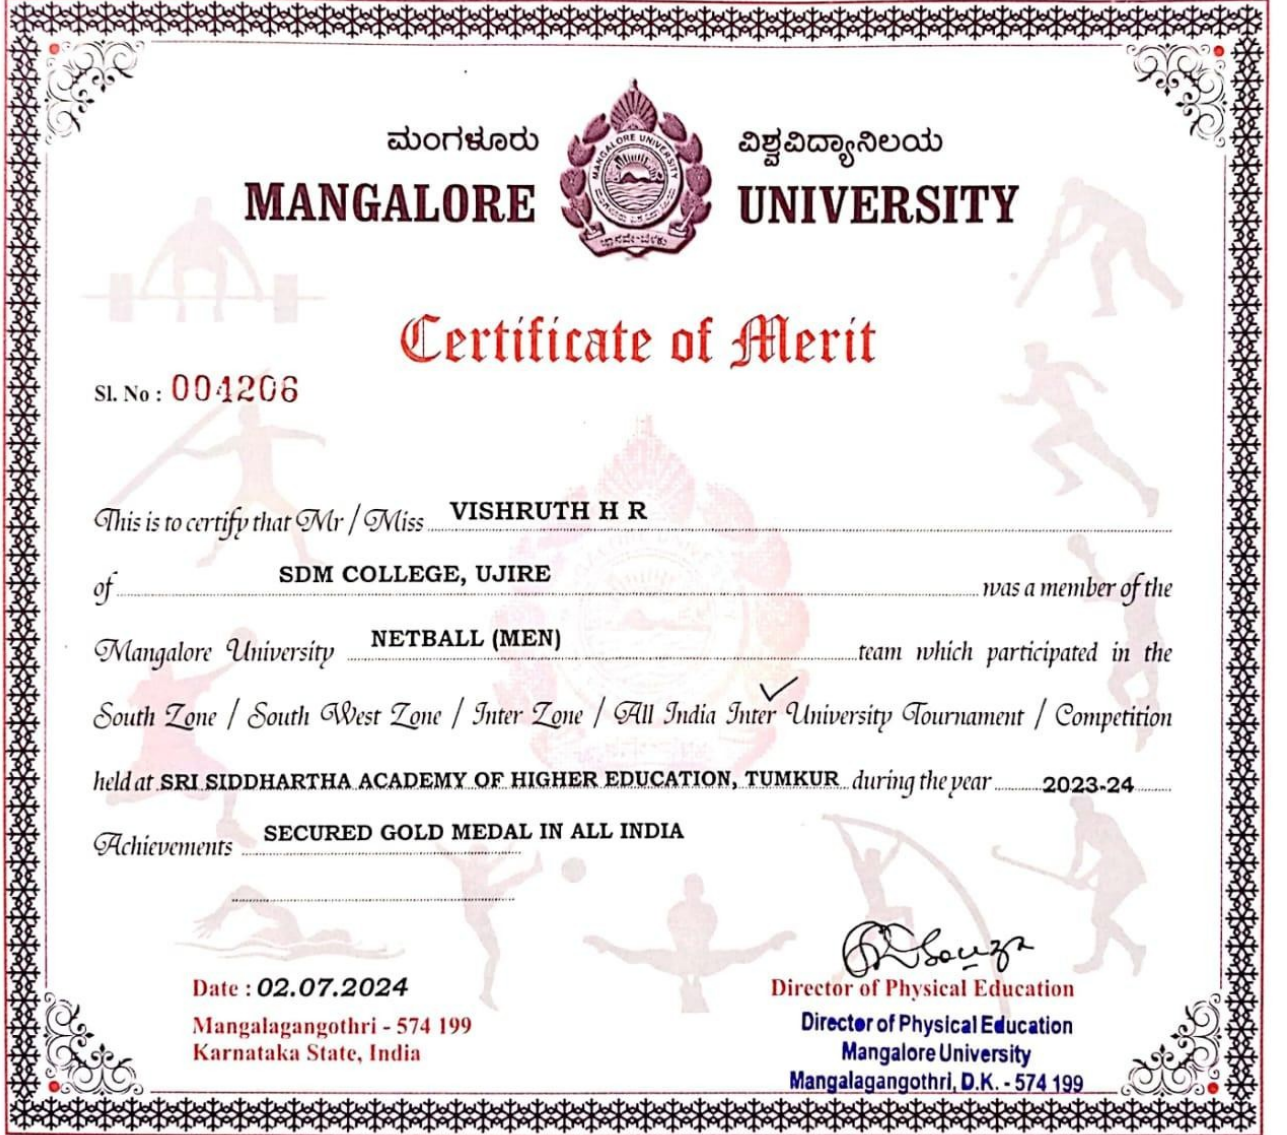 ಮಂಗಳೂರು ವಿಶ್ವವಿದ್ಯಾನಿಲಯ
MANGALORE UNIVERSITY
MANGALORE UNIVERSITY
Certificate of Merit
Sl. No : 004206
This is to certify that Mr / Miss VISHRUTH H R
of SDM COLLEGE, UJIRE was a member of the
Mangalore University NETBALL (MEN) team which participated in the
South Zone / South West Zone / Inter Zone / All India Inter University Tournament / Competition
held at SRI SIDDHARTHA ACADEMY OF HIGHER EDUCATION, TUMKUR during the year 2023-24
Achievements SECURED GOLD MEDAL IN ALL INDIA
Date : 02.07.2024
Mangalagangothri - 574 199
Karnataka State, India
Director of Physical Education
Director of Physical Education
Mangalore University
Mangalagangothri, D.K. - 574 199